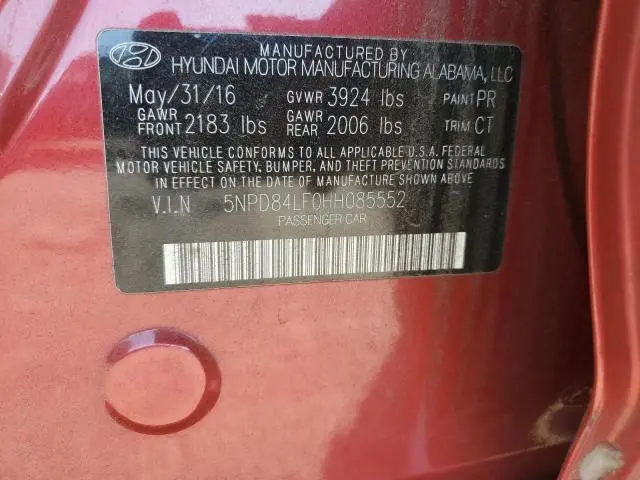 MANUFACTURED BY
HYUNDAI MOTOR MANUFACTURING ALABAMA, LLC
May/31/16 GVWR 3924 lbs PAINT PR
GAWR FRONT 2183 lbs GAWR REAR 2006 lbs TRIM CT
THIS VEHICLE CONFORMS TO ALL APPLICABLE U.S.A. FEDERAL
MOTOR VEHICLE SAFETY, BUMPER, AND THEFT PREVENTION STANDARDS
IN EFFECT ON THE DATE OF MANUFACTURE SHOWN ABOVE.
V.I.N 5NPD84LF0HH085552
PASSENGER CAR